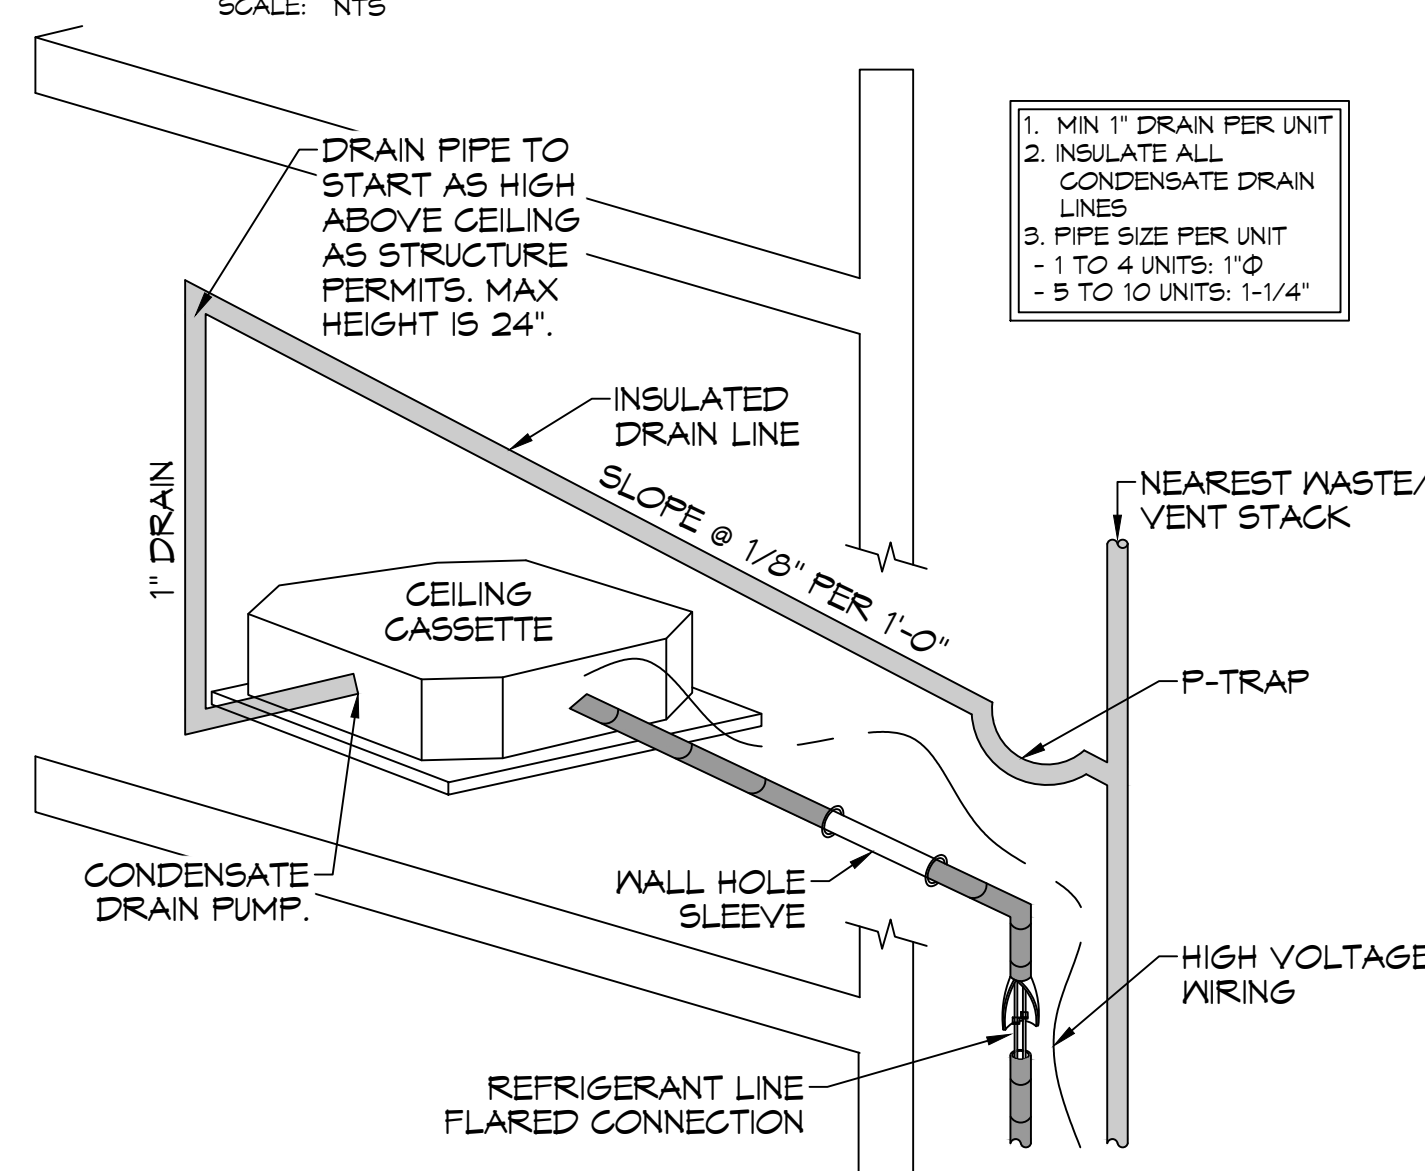 SCALE: NTS
DRAIN PIPE TO
START AS HIGH
ABOVE CEILING
AS STRUCTURE
PERMITS. MAX
HEIGHT IS 24".
1. MIN 1" DRAIN PER UNIT
2. INSULATE ALL
CONDENSATE DRAIN
LINES
3. PIPE SIZE PER UNIT
- 1 TO 4 UNITS: 1"Φ
- 5 TO 10 UNITS: 1-1/4"
INSULATED
DRAIN LINE
SLOPE @ 1/8" PER 1'-0"
1" DRAIN
NEAREST WASTE/
VENT STACK
CEILING
CASSETTE
P-TRAP
CONDENSATE
DRAIN PUMP.
WALL HOLE
SLEEVE
HIGH VOLTAGE
WIRING
REFRIGERANT LINE
FLARED CONNECTION